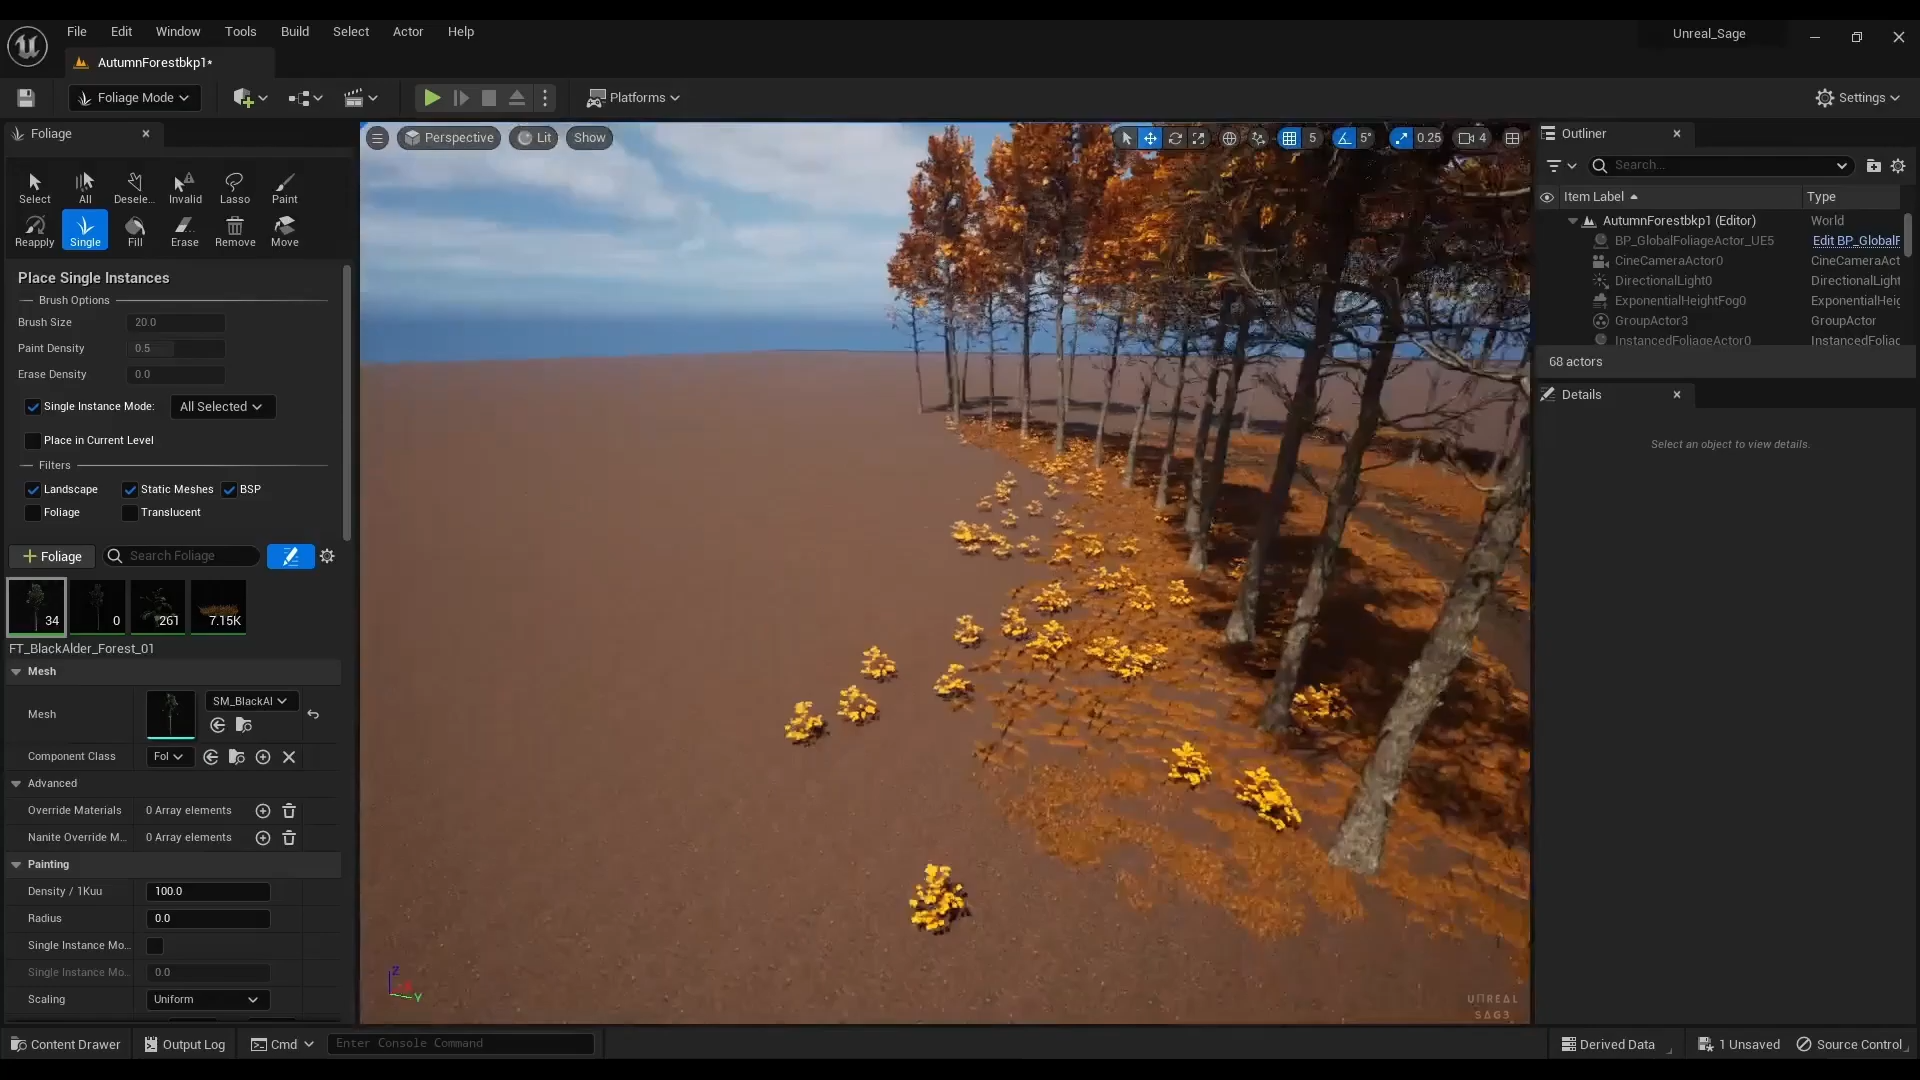 File Edit Window Tools Build Select Actor Help
Unreal_Sage
AutumnForestbkp1*
Foliage Mode
Platforms
Settings
Foliage
Perspective
Lit
Show
5
5°
0.25
4
Select
All
Desele...
Invalid
Lasso
Paint
Reapply
Single
Fill
Erase
Remove
Move
Place Single Instances
Brush Options
Brush Size 20.0
Paint Density 0.5
Erase Density 0.0
Single Instance Mode: All Selected
Place in Current Level
Filters
Landscape Static Meshes BSP
Foliage Translucent
Foliage
Search Foliage
34 0 261 7.15K
FT_BlackAlder_Forest_01
Mesh
Mesh
SM_BlackAl
Component Class Fol
Advanced
Override Materials 0 Array elements
Nanite Override M... 0 Array elements
Painting
Density / 1Kuu 100.0
Radius 0.0
Single Instance Mo...
Single Instance Mo... 0.0
Scaling Uniform
Z
Y
UNREAL
SAG3
Outliner
Search...
Item Label Type
AutumnForestbkp1 (Editor) World
BP_GlobalFoliageActor_UE5 Edit BP_GlobalF
CineCameraActor0 CineCameraAct
DirectionalLight0 DirectionalLight
ExponentialHeightFog0 ExponentialHeig
GroupActor3 GroupActor
InstancedFoliageActor0 InstancedFoliag
68 actors
Details
Select an object to view details.
Content Drawer
Output Log
Cmd
Enter Console Command
Derived Data
1 Unsaved
Source Control